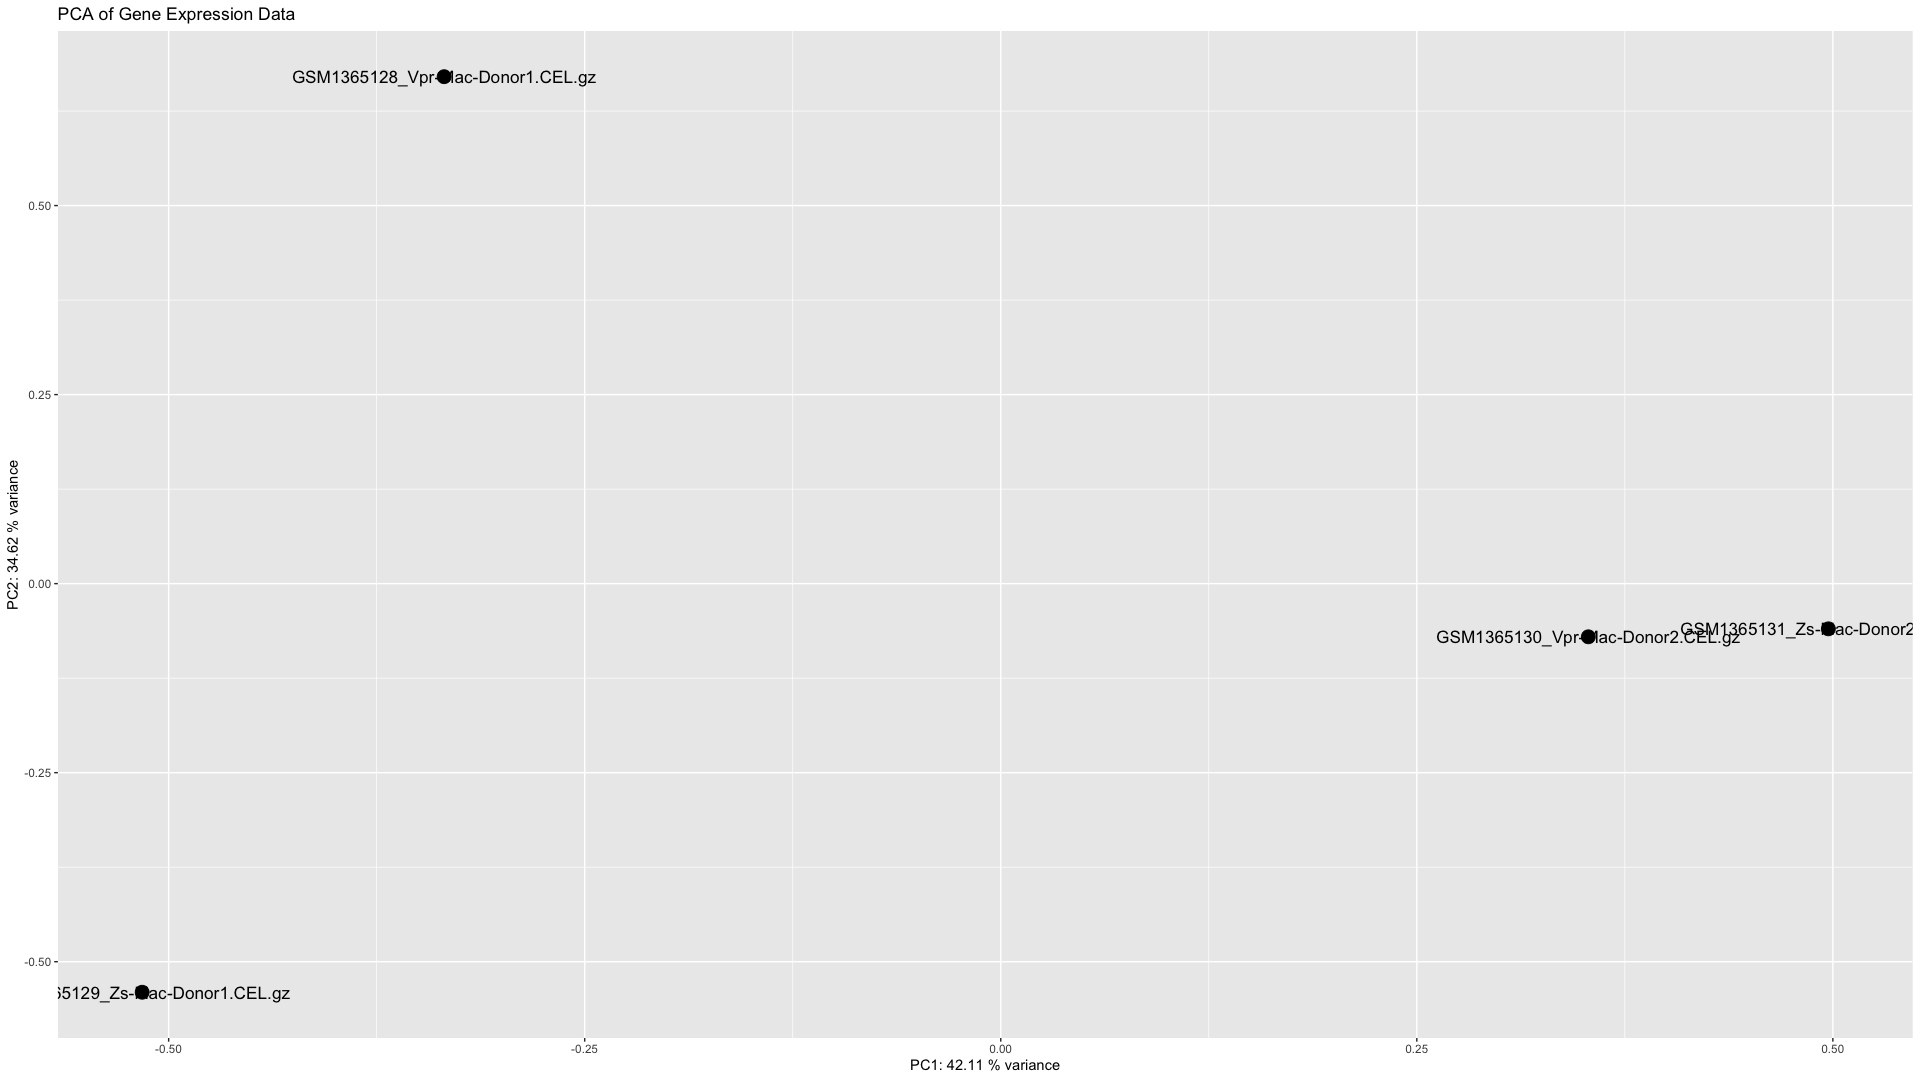 PCA of Gene Expression Data
GSM1365128_Vpr-Mac-Donor1.CEL.gz
0.50
0.25
PC2: 34.62 % variance
0.00
GSM1365131_Zs-Mac-Donor2
GSM1365130_Vpr-Mac-Donor2.CEL.gz
-0.25
-0.50
65129_Zs-Mac-Donor1.CEL.gz
-0.50
-0.25
0.00
0.25
0.50
PC1: 42.11 % variance